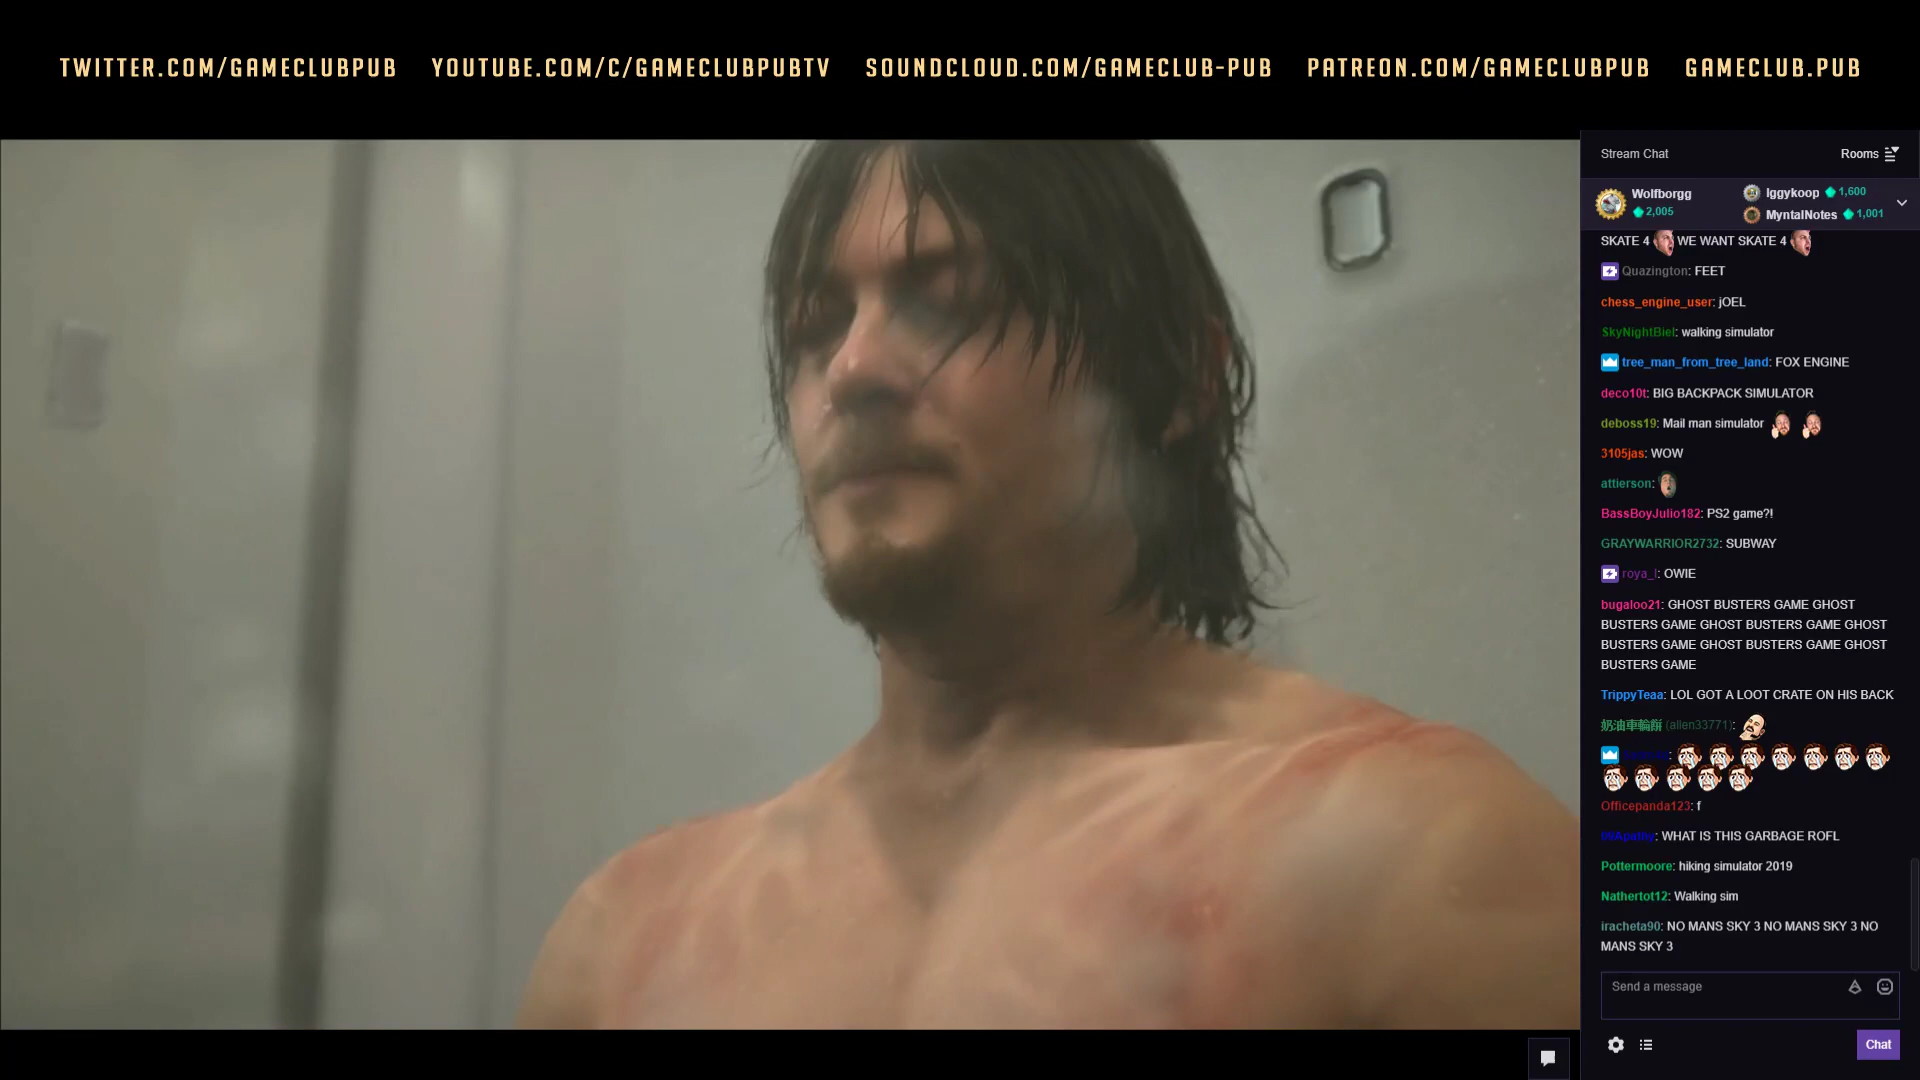 TWITTER.COM/GAMECLUBPUB YOUTUBE.COM/C/GAMECLUBPUBTV SOUNDCLOUD.COM/GAMECLUB-PUB PATREON.COM/GAMECLUBPUB GAMECLUB.PUB
Stream Chat Rooms
Wolfborgg 2,005
Iggykoop 1,600
MyntalNotes 1,001
SKATE 4 WE WANT SKATE 4
Quazington: FEET
chess_engine_user: jOEL
SkyNightBiel: walking simulator
tree_man_from_tree_land: FOX ENGINE
deco10t: BIG BACKPACK SIMULATOR
deboss19: Mail man simulator
3105jas: WOW
attierson:
BassBoyJulio182: PS2 game?!
GRAYWARRIOR2732: SUBWAY
roya_l: OWIE
bugaloo21: GHOST BUSTERS GAME GHOST
BUSTERS GAME GHOST BUSTERS GAME GHOST
BUSTERS GAME GHOST BUSTERS GAME GHOST
BUSTERS GAME
TrippyTeaa: LOL GOT A LOOT CRATE ON HIS BACK
奶油車輪餅 (allen33771):
Officepanda123: f
WHAT IS THIS GARBAGE ROFL
Pottermoore: hiking simulator 2019
Nathertot12: Walking sim
iracheta90: NO MANS SKY 3 NO MANS SKY 3 NO
MANS SKY 3
Send a message
Chat